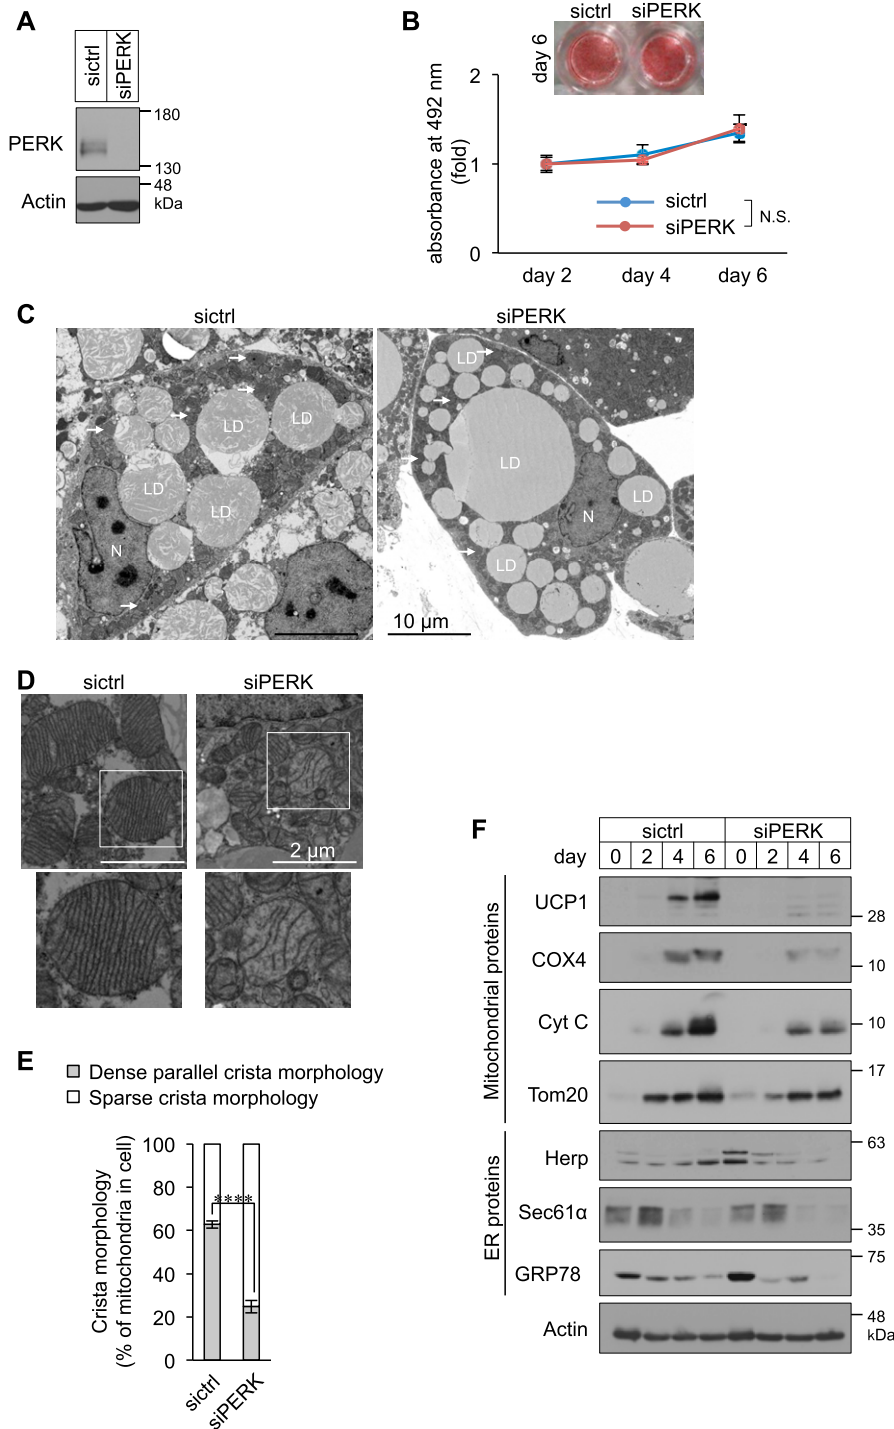 A
sictrl
siPERK
PERK
180
130
Actin
48
kDa
B
sictrl siPERK
day 6
absorbance at 492 nm
(fold)
2
1
0
sictrl
siPERK
N.S.
day 2 day 4 day 6
C
sictrl siPERK
LD
LD
LD
LD
N
LD
LD
LD
N
LD
10 µm
D
sictrl siPERK
2 µm
E
Dense parallel crista morphology
Sparse crista morphology
Crista morphology
(% of mitochondria in cell)
100
80
60
40
20
0
****
sictrl
siPERK
F
sictrl siPERK
day 0 2 4 6 0 2 4 6
Mitochondrial proteins
UCP1 28
COX4 10
Cyt C 10
Tom20 17
ER proteins
Herp 63
Sec61α 35
GRP78 75
Actin 48
kDa